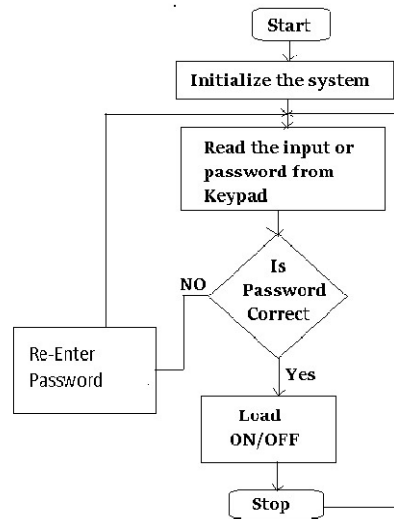 Start
Initialize the system
Read the input or
password from
Keypad
Is
Password
Correct
NO
Re-Enter
Password
Yes
Load
ON/OFF
Stop